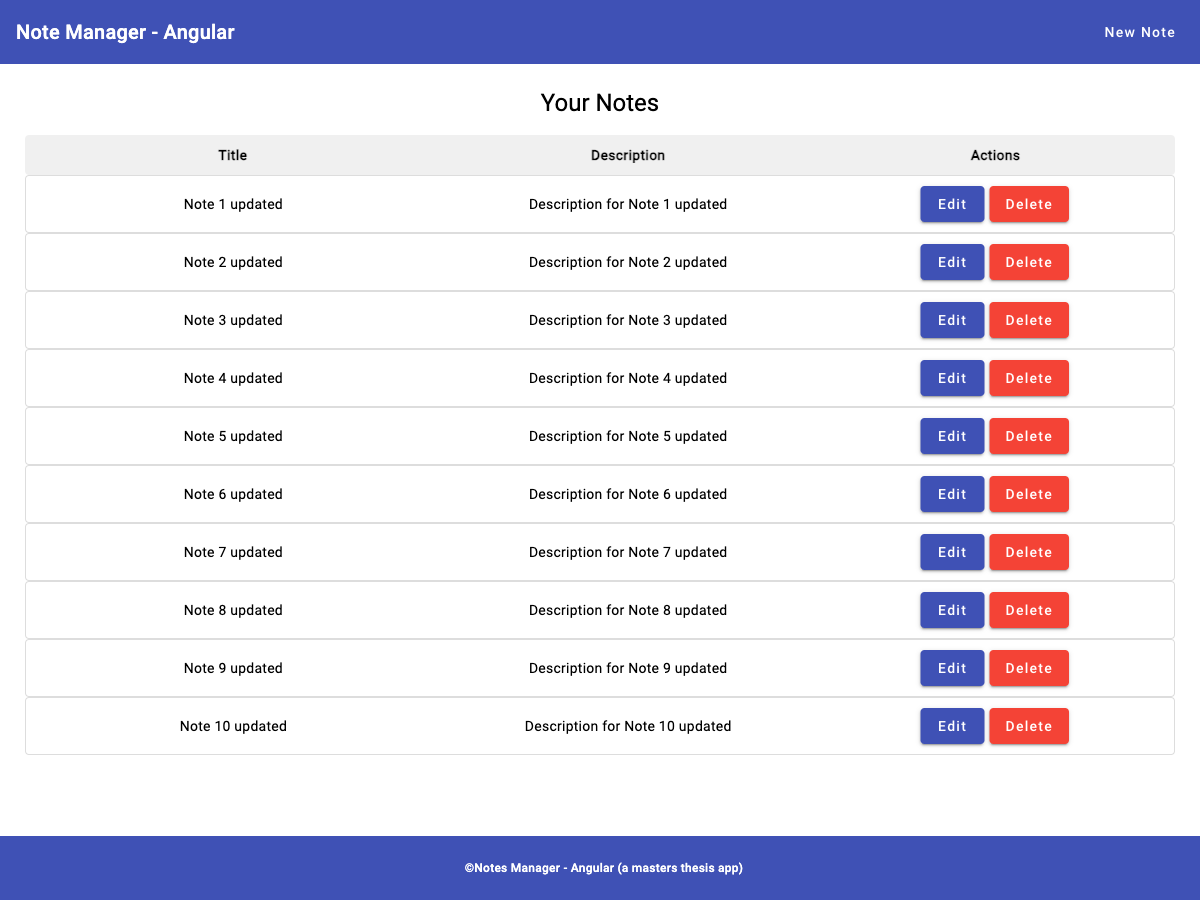 Note Manager - Angular New Note
Your Notes
Title Description Actions
Note 1 updated Description for Note 1 updated Edit Delete
Note 2 updated Description for Note 2 updated Edit Delete
Note 3 updated Description for Note 3 updated Edit Delete
Note 4 updated Description for Note 4 updated Edit Delete
Note 5 updated Description for Note 5 updated Edit Delete
Note 6 updated Description for Note 6 updated Edit Delete
Note 7 updated Description for Note 7 updated Edit Delete
Note 8 updated Description for Note 8 updated Edit Delete
Note 9 updated Description for Note 9 updated Edit Delete
Note 10 updated Description for Note 10 updated Edit Delete
©Notes Manager - Angular (a masters thesis app)